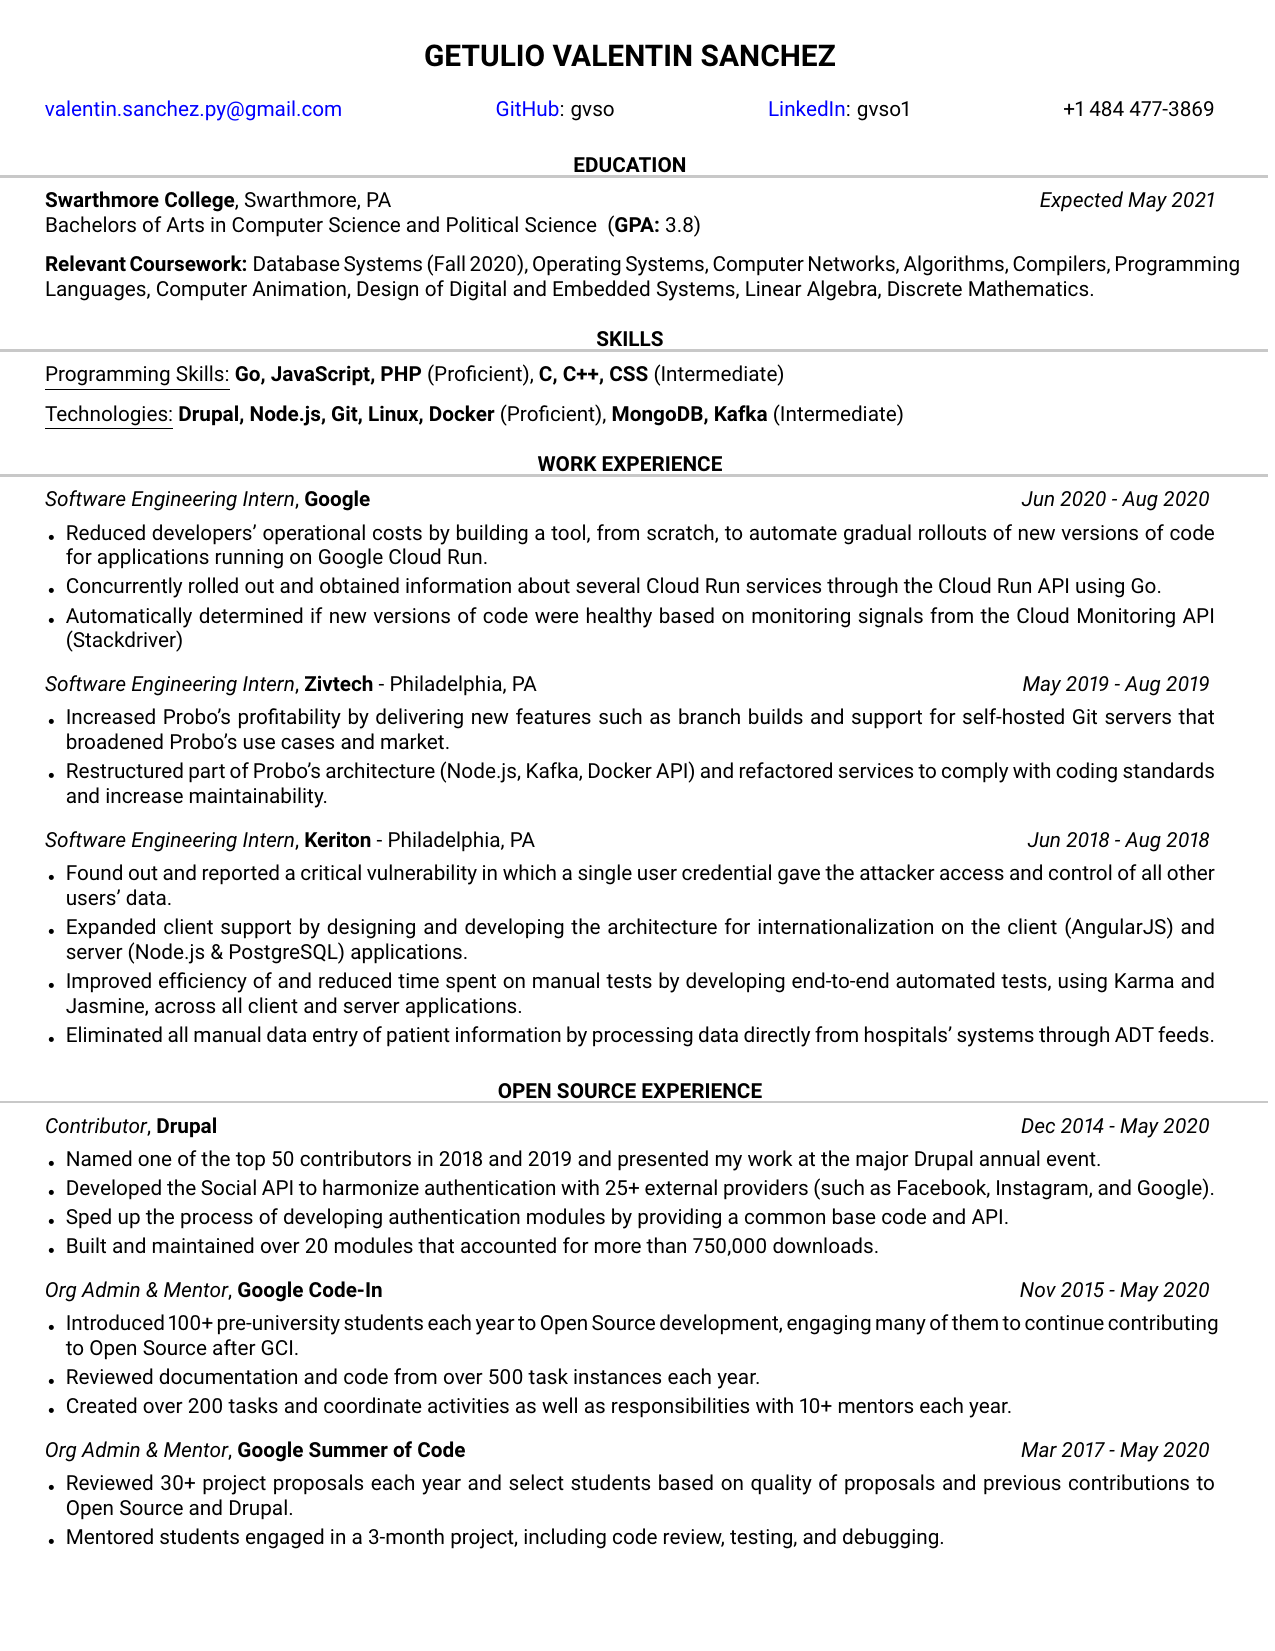 GETULIO VALENTIN SANCHEZ
valentin.sanchez.py@gmail.com GitHub: gvso LinkedIn: gvso1 +1 484 477-3869
EDUCATION
Swarthmore College, Swarthmore, PA Expected May 2021
Bachelors of Arts in Computer Science and Political Science (GPA: 3.8)
Relevant Coursework: Database Systems (Fall 2020), Operating Systems, Computer Networks, Algorithms, Compilers, Programming
Languages, Computer Animation, Design of Digital and Embedded Systems, Linear Algebra, Discrete Mathematics.
SKILLS
Programming Skills: Go, JavaScript, PHP (Proficient), C, C++, CSS (Intermediate)
Technologies: Drupal, Node.js, Git, Linux, Docker (Proficient), MongoDB, Kafka (Intermediate)
WORK EXPERIENCE
Software Engineering Intern, Google Jun 2020 - Aug 2020
• Reduced developers’ operational costs by building a tool, from scratch, to automate gradual rollouts of new versions of code
for applications running on Google Cloud Run.
• Concurrently rolled out and obtained information about several Cloud Run services through the Cloud Run API using Go.
• Automatically determined if new versions of code were healthy based on monitoring signals from the Cloud Monitoring API
(Stackdriver)
Software Engineering Intern, Zivtech - Philadelphia, PA May 2019 - Aug 2019
• Increased Probo’s profitability by delivering new features such as branch builds and support for self-hosted Git servers that
broadened Probo’s use cases and market.
• Restructured part of Probo’s architecture (Node.js, Kafka, Docker API) and refactored services to comply with coding standards
and increase maintainability.
Software Engineering Intern, Keriton - Philadelphia, PA Jun 2018 - Aug 2018
• Found out and reported a critical vulnerability in which a single user credential gave the attacker access and control of all other
users’ data.
• Expanded client support by designing and developing the architecture for internationalization on the client (AngularJS) and
server (Node.js & PostgreSQL) applications.
• Improved efficiency of and reduced time spent on manual tests by developing end-to-end automated tests, using Karma and
Jasmine, across all client and server applications.
• Eliminated all manual data entry of patient information by processing data directly from hospitals’ systems through ADT feeds.
OPEN SOURCE EXPERIENCE
Contributor, Drupal Dec 2014 - May 2020
• Named one of the top 50 contributors in 2018 and 2019 and presented my work at the major Drupal annual event.
• Developed the Social API to harmonize authentication with 25+ external providers (such as Facebook, Instagram, and Google).
• Sped up the process of developing authentication modules by providing a common base code and API.
• Built and maintained over 20 modules that accounted for more than 750,000 downloads.
Org Admin & Mentor, Google Code-In Nov 2015 - May 2020
• Introduced 100+ pre-university students each year to Open Source development, engaging many of them to continue contributing
to Open Source after GCI.
• Reviewed documentation and code from over 500 task instances each year.
• Created over 200 tasks and coordinate activities as well as responsibilities with 10+ mentors each year.
Org Admin & Mentor, Google Summer of Code Mar 2017 - May 2020
• Reviewed 30+ project proposals each year and select students based on quality of proposals and previous contributions to
Open Source and Drupal.
• Mentored students engaged in a 3-month project, including code review, testing, and debugging.